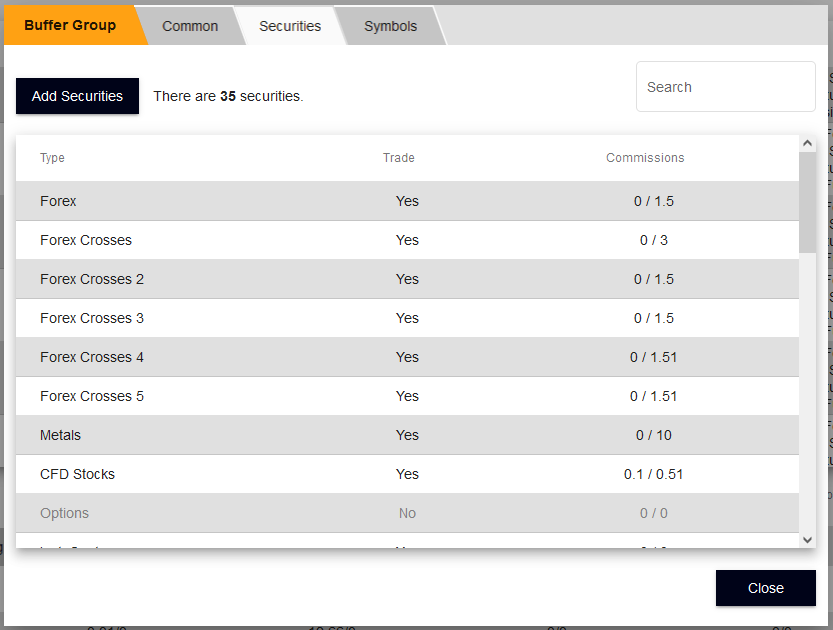 Buffer Group Common Securities Symbols
Add Securities There are 35 securities. Search
Type Trade Commissions
Forex Yes 0 / 1.5
Forex Crosses Yes 0 / 3
Forex Crosses 2 Yes 0 / 1.5
Forex Crosses 3 Yes 0 / 1.5
Forex Crosses 4 Yes 0 / 1.51
Forex Crosses 5 Yes 0 / 1.51
Metals Yes 0 / 10
CFD Stocks Yes 0.1 / 0.51
Options No 0 / 0
Close